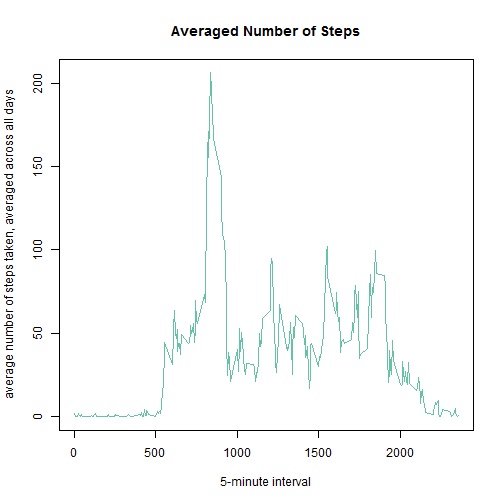 Averaged Number of Steps
average number of steps taken, averaged across all days
200
150
100
50
0
0 500 1000 1500 2000
5-minute interval